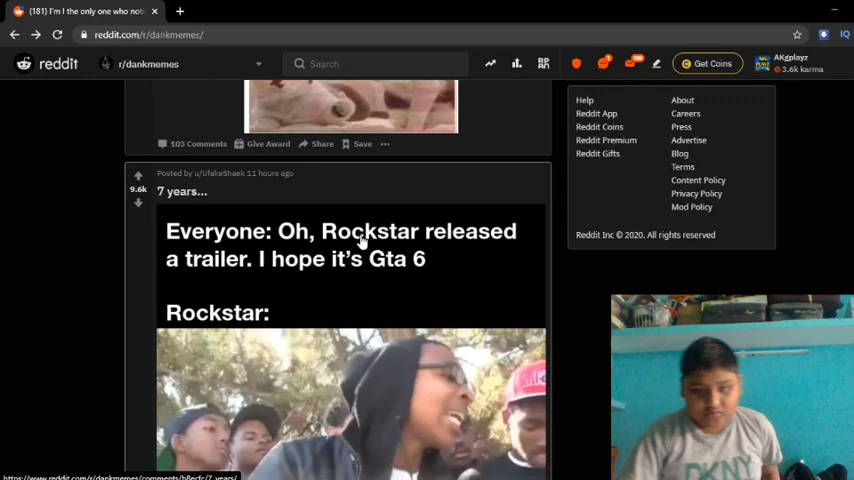 (181) I'm I the only one who noti
reddit.com/r/dankmemes/
IQ
reddit
r/dankmemes
Search
Get Coins
AKgplayz
3.6k karma
103 Comments
Give Award
Share
Save
Help
About
Reddit App
Careers
Reddit Coins
Press
Reddit Premium
Advertise
Reddit Gifts
Blog
Terms
Content Policy
Privacy Policy
Mod Policy
Reddit Inc © 2020. All rights reserved
Posted by u/UfakeShaek 11 hours ago
9.6k
7 years...
Everyone: Oh, Rockstar released
a trailer. I hope it's Gta 6
Rockstar:
DKNY
https://www.reddit.com/r/dankmemes/comments/h8ecfc/7_years/